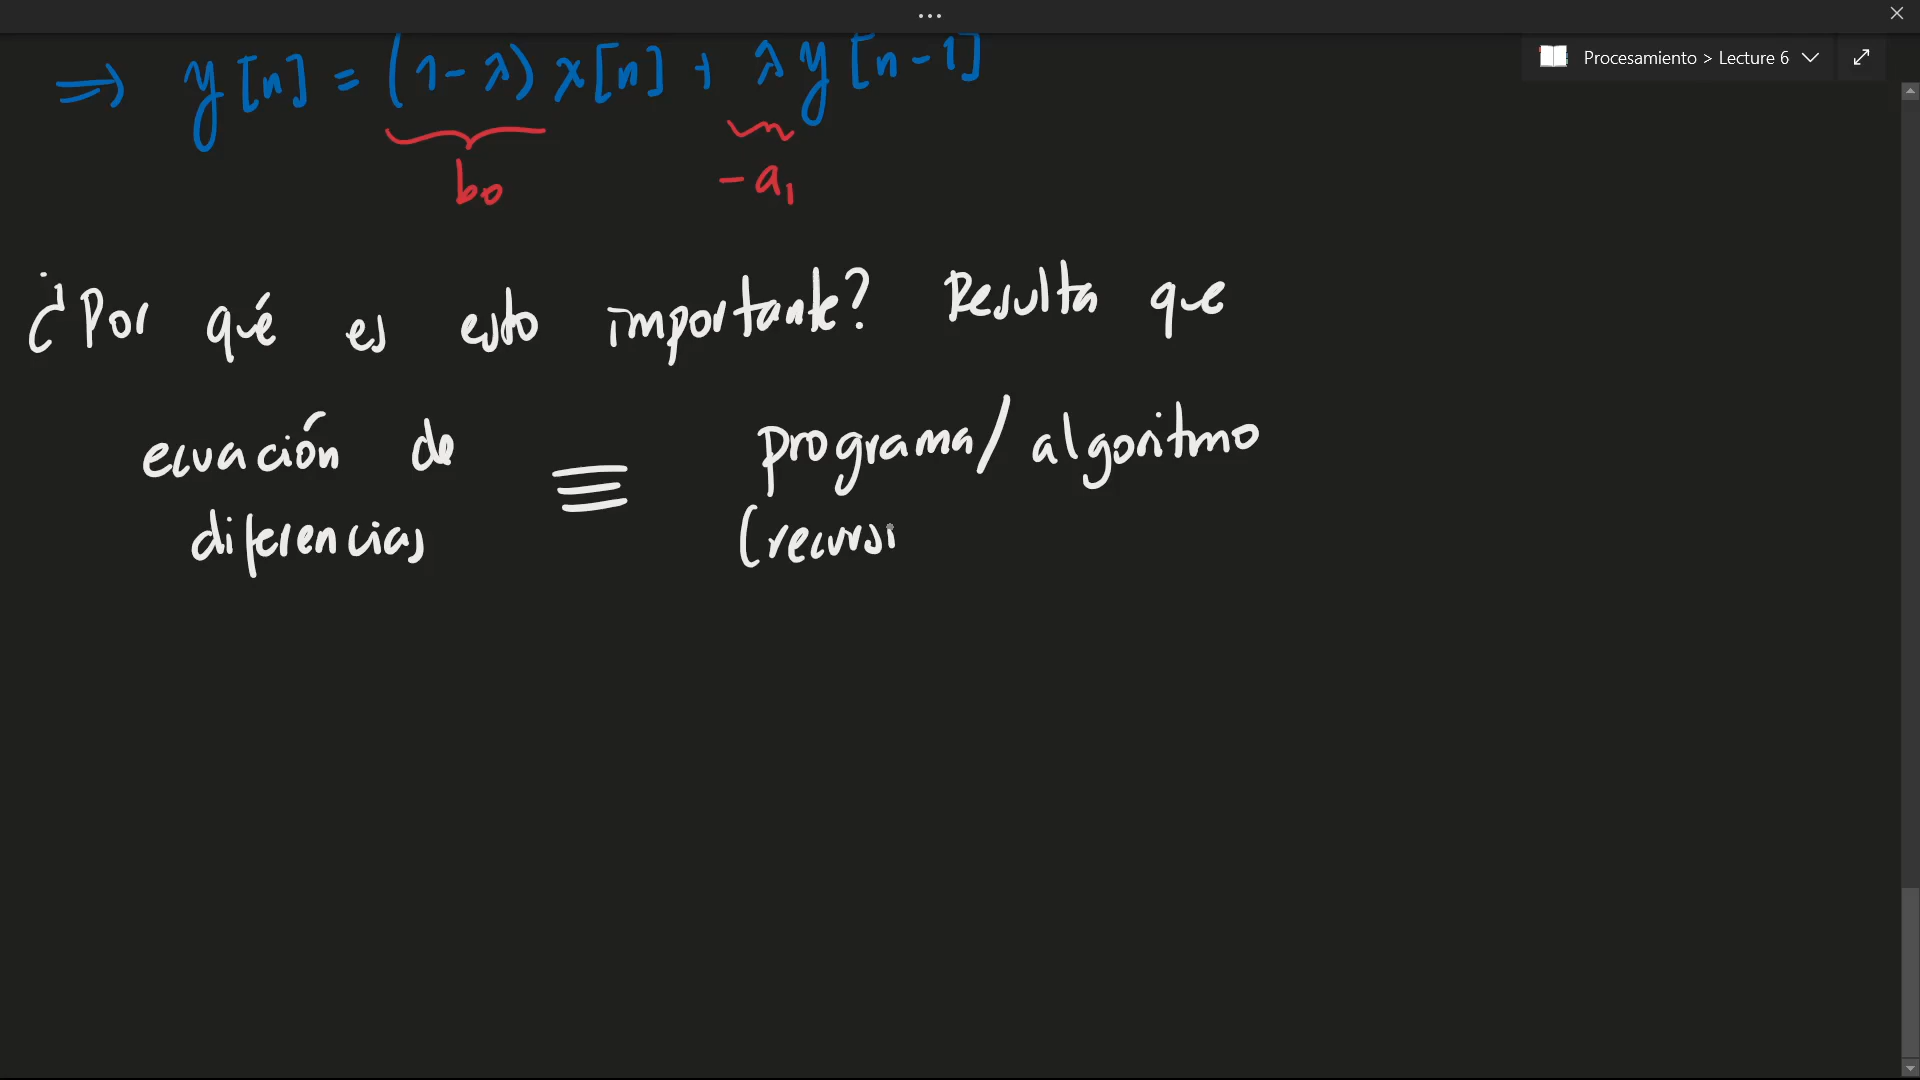 Procesamiento > Lecture 6
⇒ y[n] = (1-λ) x[n] + λ y[n-1]
b0 -a1
¿Por qué es esto importante? Resulta que
ecuación de ≡ programa/algoritmo
diferencias (recursi